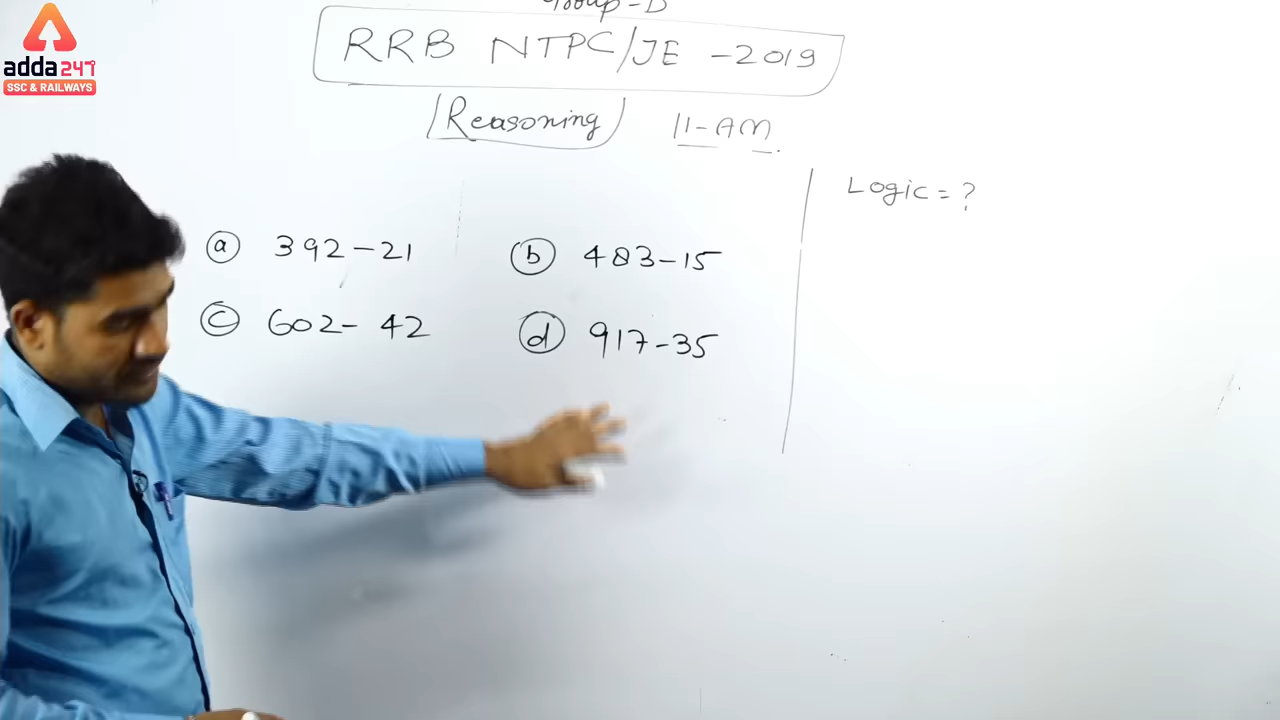 Group-D
adda247
SSC & RAILWAYS
RRB NTPC/JE -2019
Reasoning 11-AM
Logic = ?
(a) 392-21 (b) 483-15
(c) 602-42 (d) 917-35